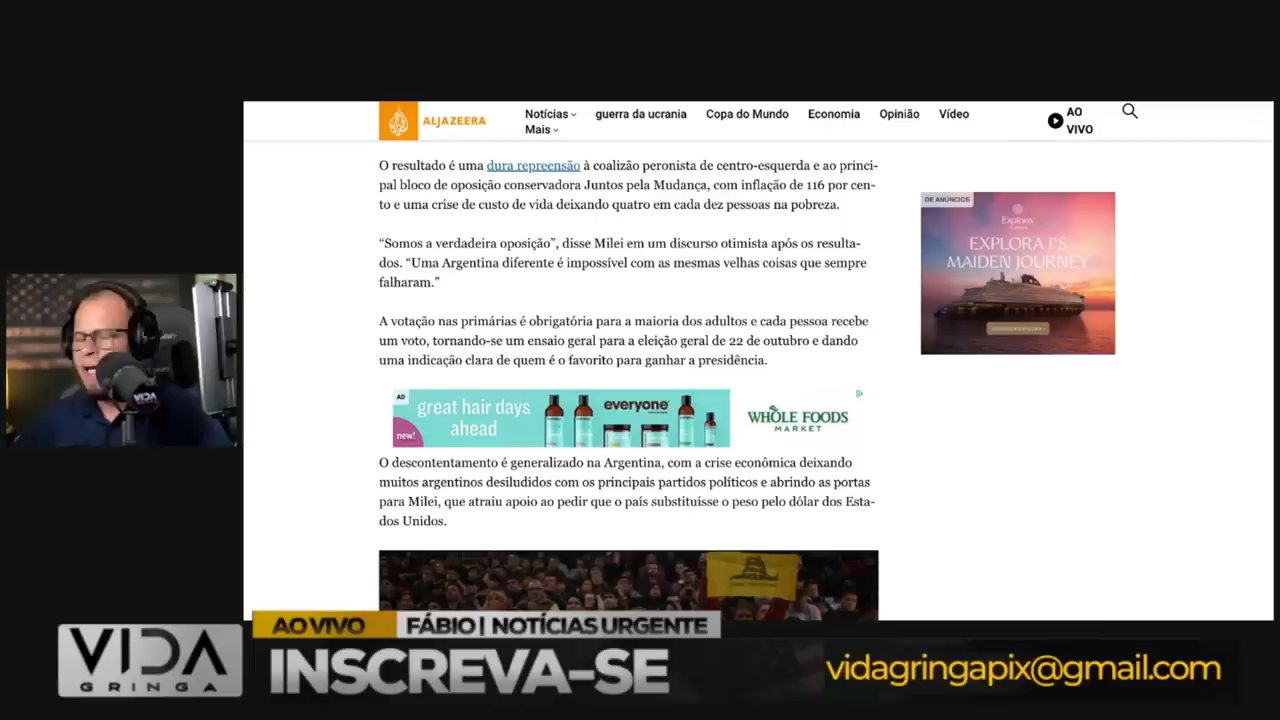 ALJAZEERA
Notícias
guerra da ucrania
Copa do Mundo
Economia
Opinião
Vídeo
Mais
AO
VIVO
O resultado é uma dura repreensão à coalizão peronista de centro-esquerda e ao princi-
pal bloco de oposição conservadora Juntos pela Mudança, com inflação de 116 por cen-
to e uma crise de custo de vida deixando quatro em cada dez pessoas na pobreza.
“Somos a verdadeira oposição”, disse Milei em um discurso otimista após os resulta-
dos. “Uma Argentina diferente é impossível com as mesmas velhas coisas que sempre
falharam.”
A votação nas primárias é obrigatória para a maioria dos adultos e cada pessoa recebe
um voto, tornando-se um ensaio geral para a eleição geral de 22 de outubro e dando
uma indicação clara de quem é o favorito para ganhar a presidência.
DE ANÚNCIOS
Explora
EXPLORA I'S
MAIDEN JOURNEY
AD
great hair days
ahead
new!
everyone
WHOLE FOODS
MARKET
O descontentamento é generalizado na Argentina, com a crise econômica deixando
muitos argentinos desiludidos com os principais partidos políticos e abrindo as portas
para Milei, que atraiu apoio ao pedir que o país substituísse o peso pelo dólar dos Esta-
dos Unidos.
VIDA
VIDA
GRINGA
AO VIVO
FÁBIO | NOTÍCIAS URGENTE
INSCREVA-SE
vidagringapix@gmail.com